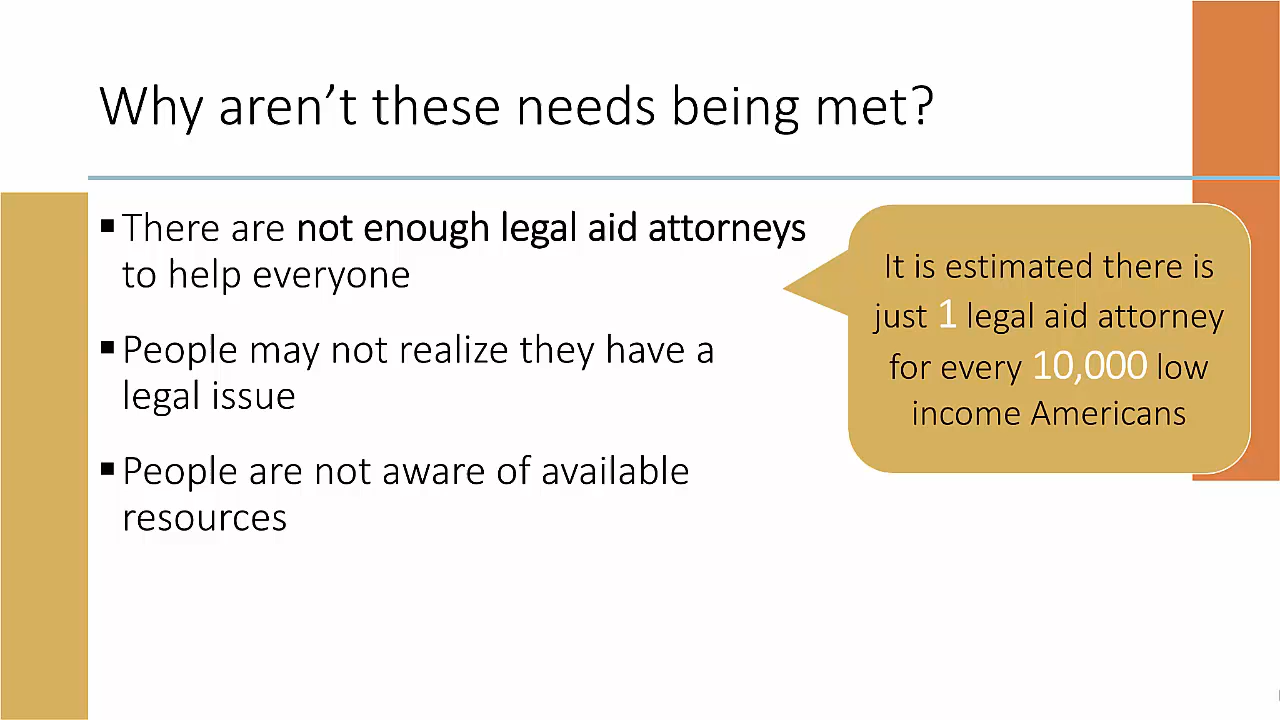 Why aren’t these needs being met?
▪There are not enough legal aid attorneys
to help everyone
▪People may not realize they have a
legal issue
▪People are not aware of available
resources
It is estimated there is
just 1 legal aid attorney
for every 10,000 low
income Americans